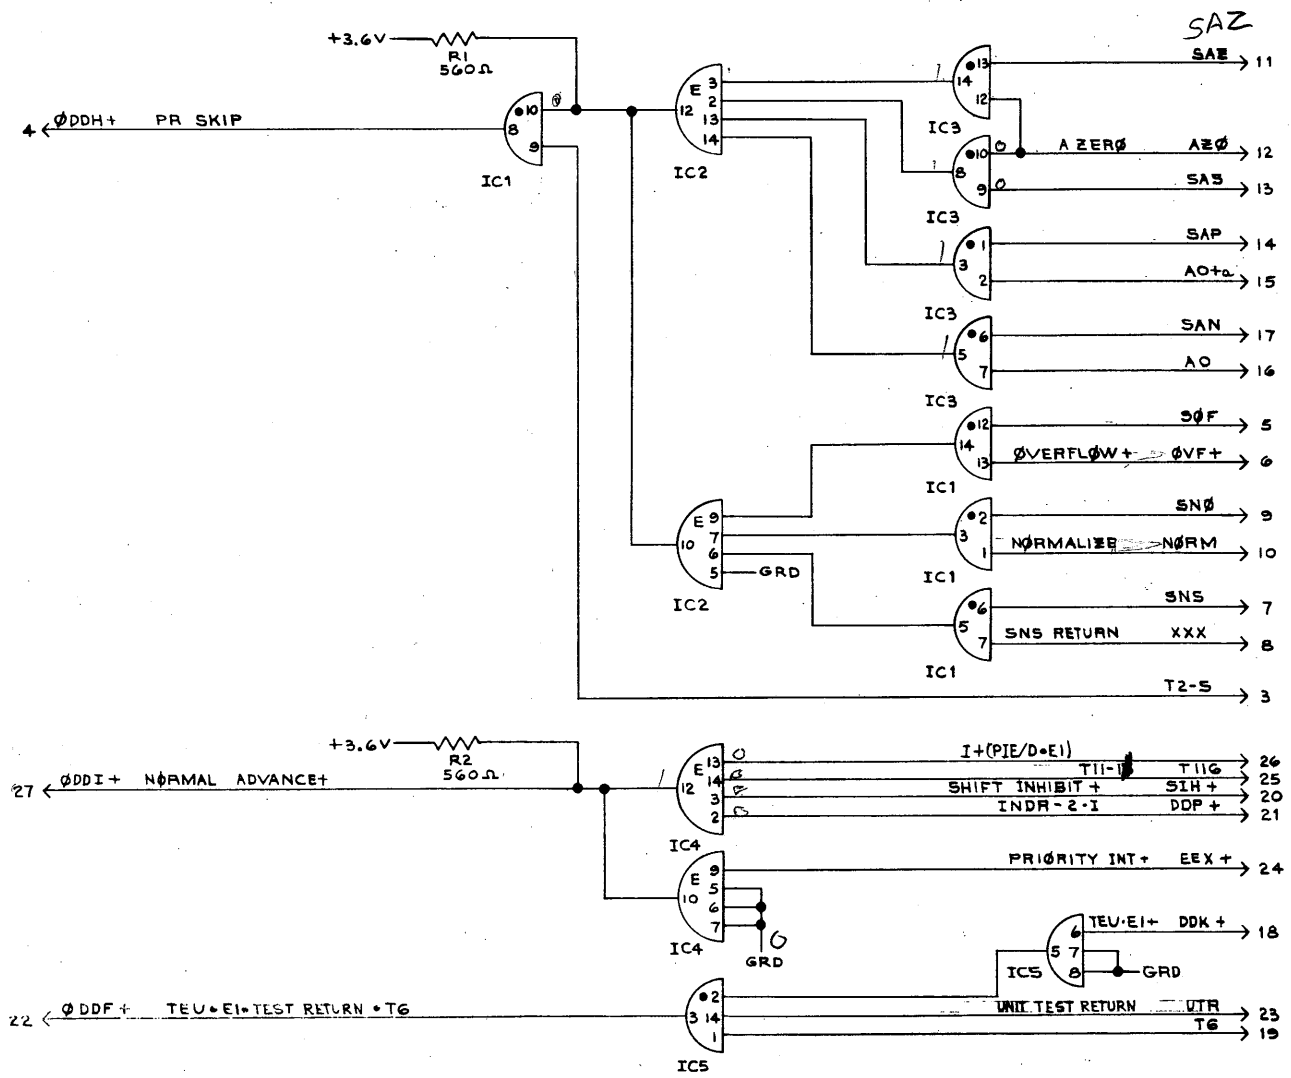 SAZ
+3.6V
R1
560Ω
SAZ 11
E 3
2
12
13
14
IC2
13
14
12
IC3
4 ØDDH+ PR SKIP
10
8
9
IC1
0
A ZERØ AZØ 12
10
8
9
0
0
SAS 13
IC3
SAP 14
1
3
2
AO+a 15
IC3
SAN 17
6
5
7
AO 16
IC3
SØF 5
12
14
13
ØVERFLØW+ ØVF+ 6
IC1
SNØ 9
2
3
1
NØRMALIZE NØRM 10
IC1
E 9
7
10
6
5 GRD
IC2
SNS 7
6
5
7
SNS RETURN XXX 8
IC1
T2-S 3
+3.6V
R2
560Ω
27 ØDDI+ NØRMAL ADVANCE+
E 13
14
12
3
2
IC4
0
I+(PIE/D•E1) 26
T11G 25
SHIFT INHIBIT+ SIH+ 20
INDR-2·I DDP+ 21
PRIØRITY INT+ EEX+ 24
E 9
5
10
6
7
IC4
0
GRD
TEU·E1+ DDK+ 18
6
5 7
8
GRD
IC5
22 ØDDF+ TEU•E1•TEST RETURN•T6
2
3 14
1
IC5
UNIT TEST RETURN UTR 23
T6 19